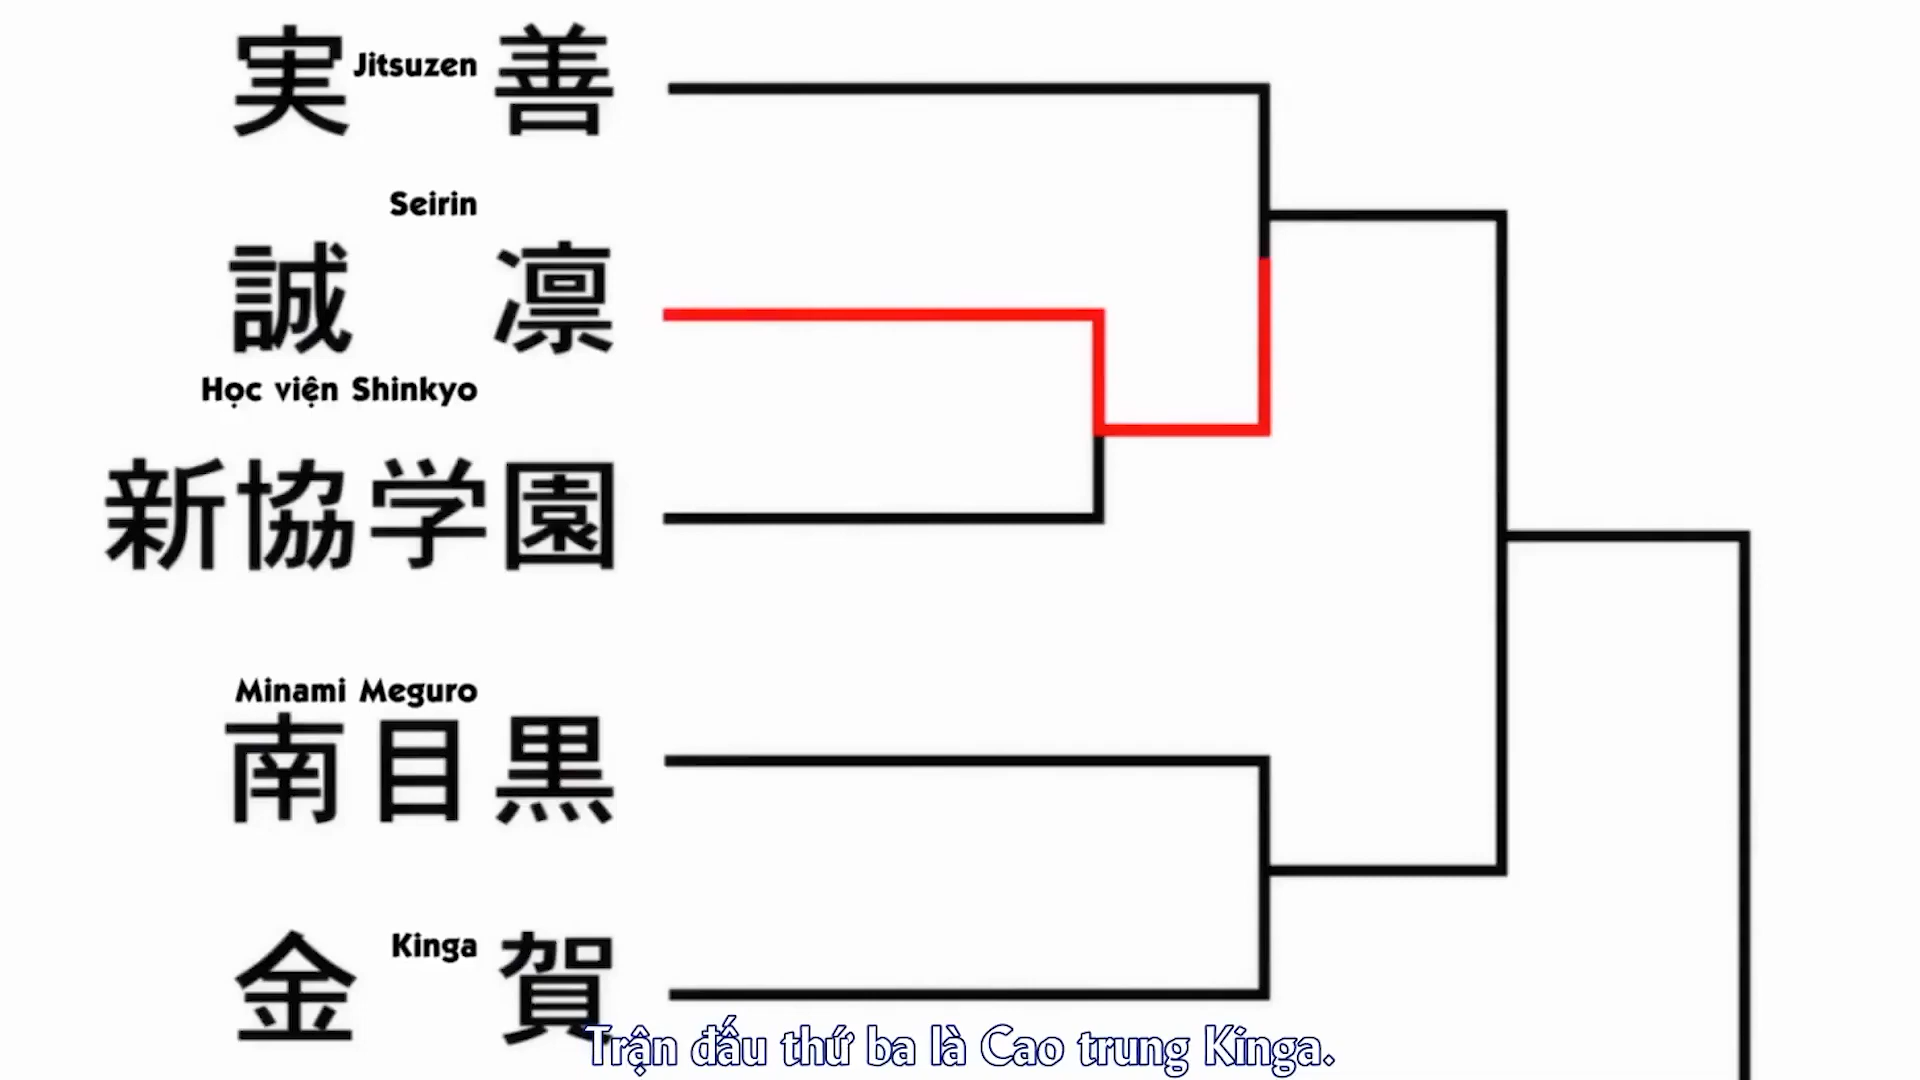 Jitsuzen
実善
Seirin
誠凛
Học viện Shinkyo
新協学園
Minami Meguro
南目黒
Kinga
金賀
Trận đấu thứ ba là Cao trung Kinga.